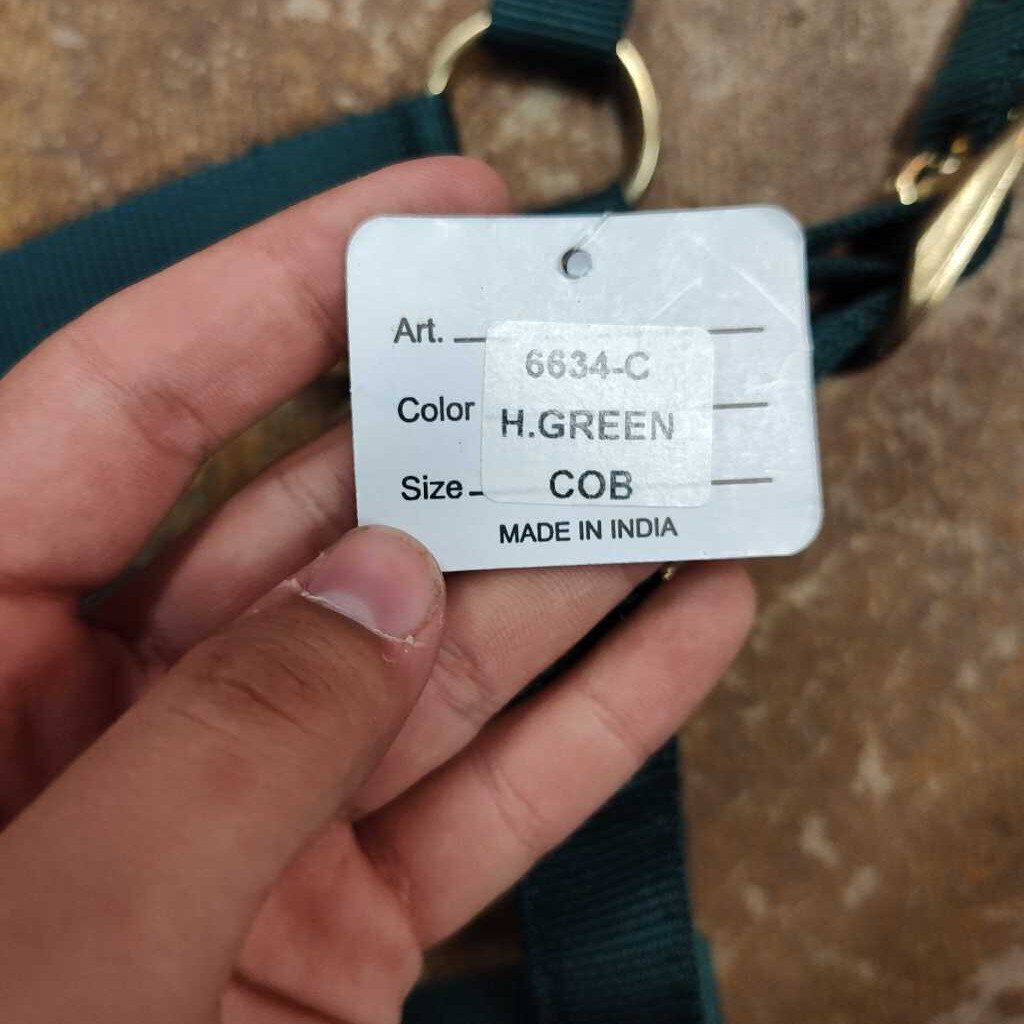 Art. 6634-C
Color H.GREEN
Size COB
MADE IN INDIA